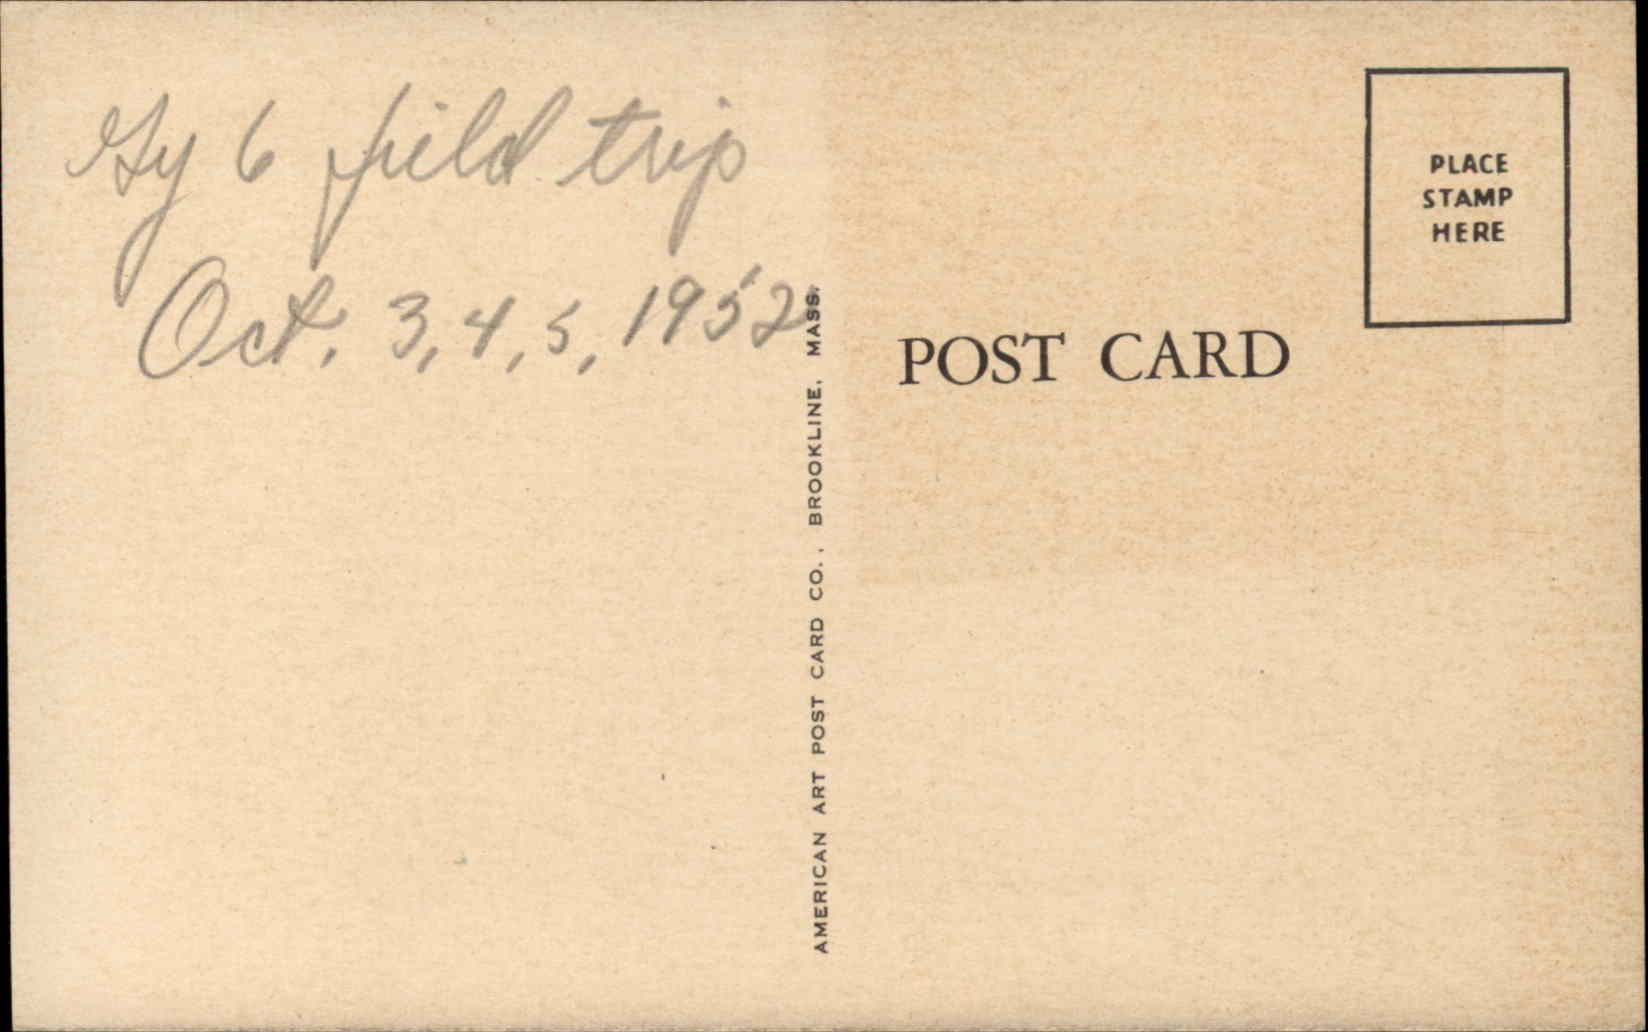 Gy 6 field trip
Oct. 3, 4, 5, 1952
AMERICAN ART POST CARD CO., BROOKLINE, MASS.
POST CARD
PLACE
STAMP
HERE